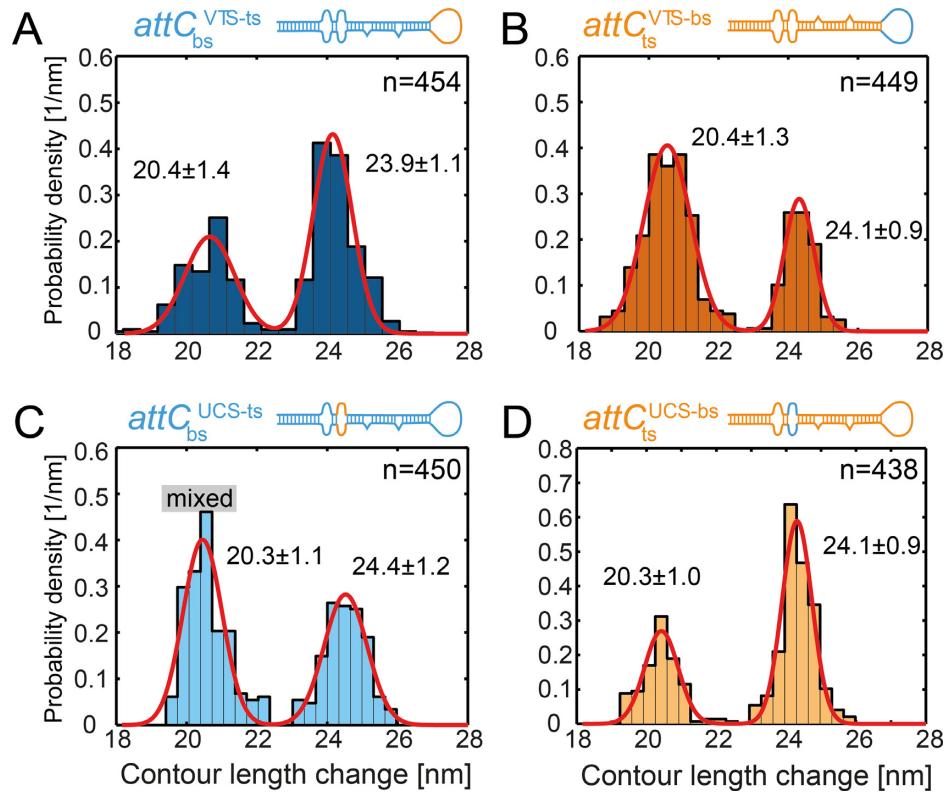 A attC bs VTS-ts
B attC ts VTS-bs
n=454
20.4±1.4
23.9±1.1
Probability density [1/nm]
0.6
0.5
0.4
0.3
0.2
0.1
0
18 20 22 24 26 28
n=449
20.4±1.3
24.1±0.9
0.6
0.5
0.4
0.3
0.2
0.1
0
18 20 22 24 26 28
C attC bs UCS-ts
D attC ts UCS-bs
n=450
mixed
20.3±1.1
24.4±1.2
Probability density [1/nm]
0.6
0.5
0.4
0.3
0.2
0.1
0
18 20 22 24 26 28
Contour length change [nm]
n=438
20.3±1.0
24.1±0.9
0.8
0.7
0.6
0.5
0.4
0.3
0.2
0.1
0
18 20 22 24 26 28
Contour length change [nm]